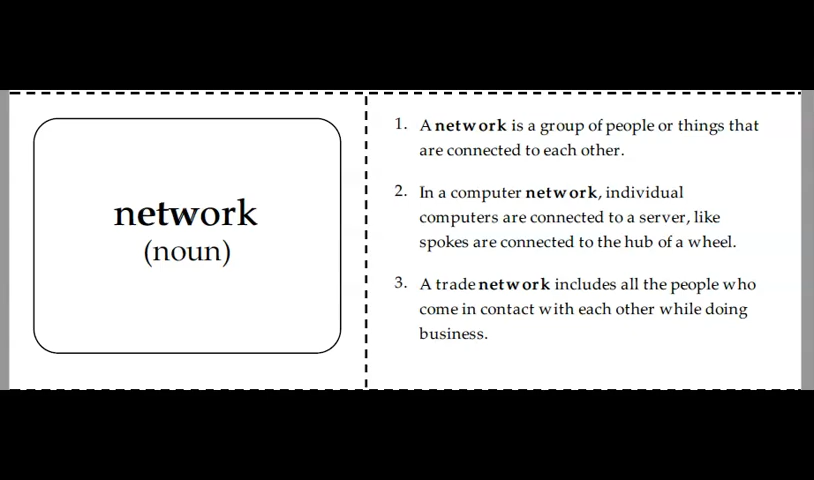 network
(noun)
1. A network is a group of people or things that
are connected to each other.
2. In a computer network, individual
computers are connected to a server, like
spokes are connected to the hub of a wheel.
3. A trade network includes all the people who
come in contact with each other while doing
business.